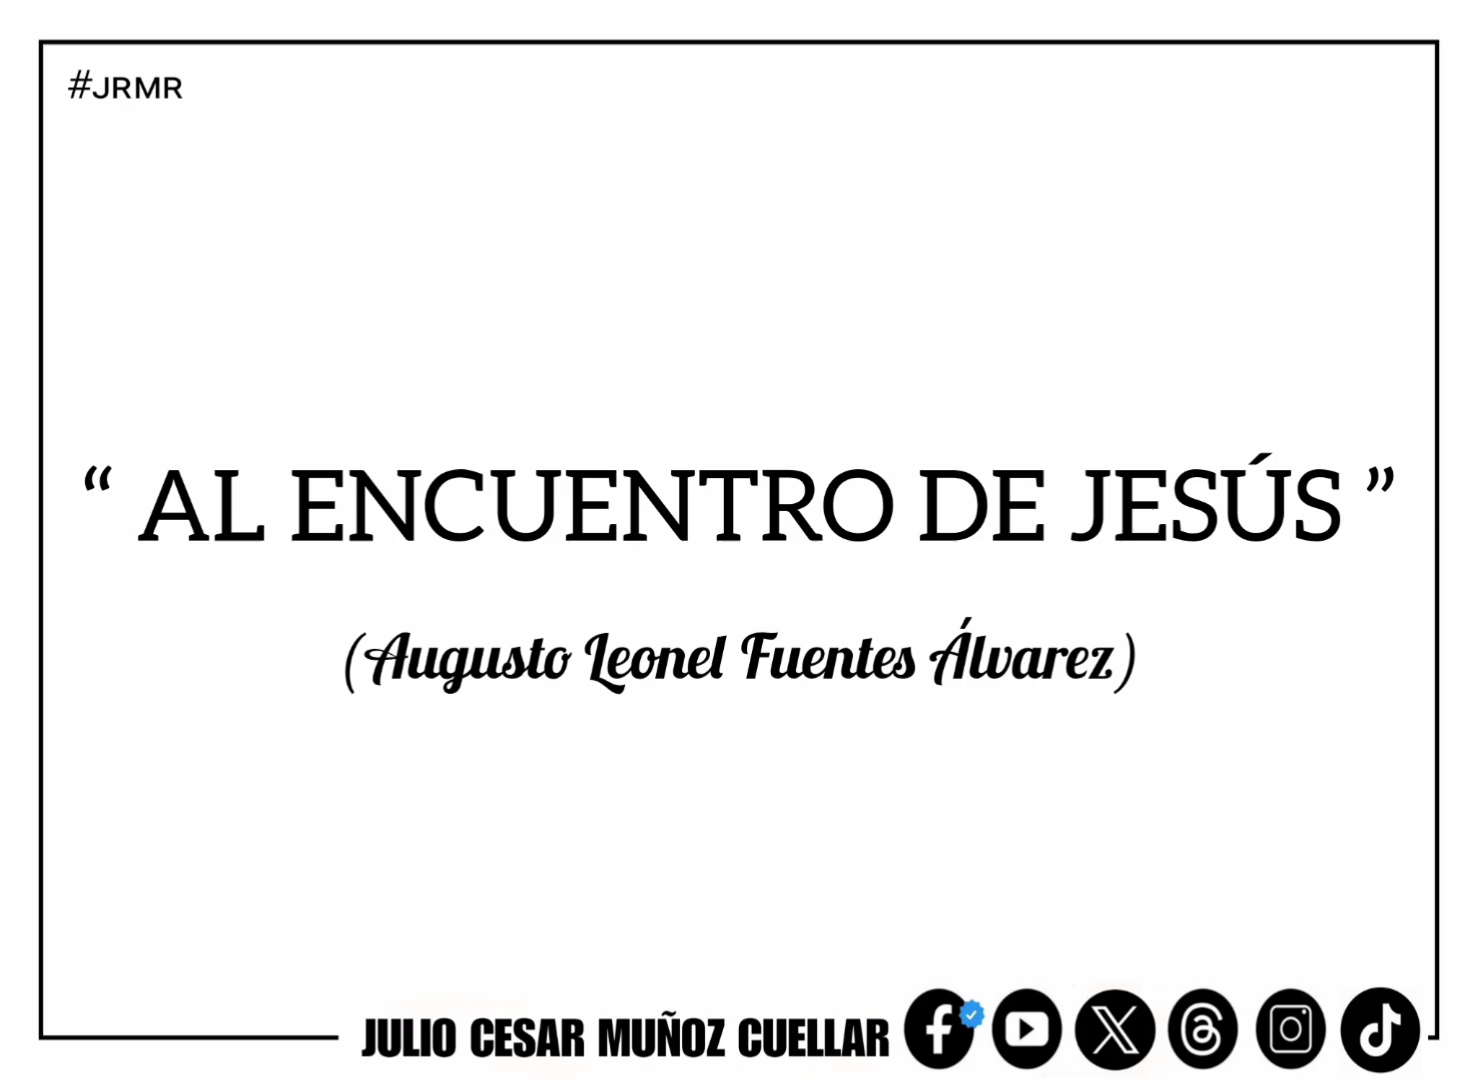 #JRMR
“ AL ENCUENTRO DE JESÚS ”
(Augusto Leonel Fuentes Álvarez)
JULIO CESAR MUÑOZ CUELLAR